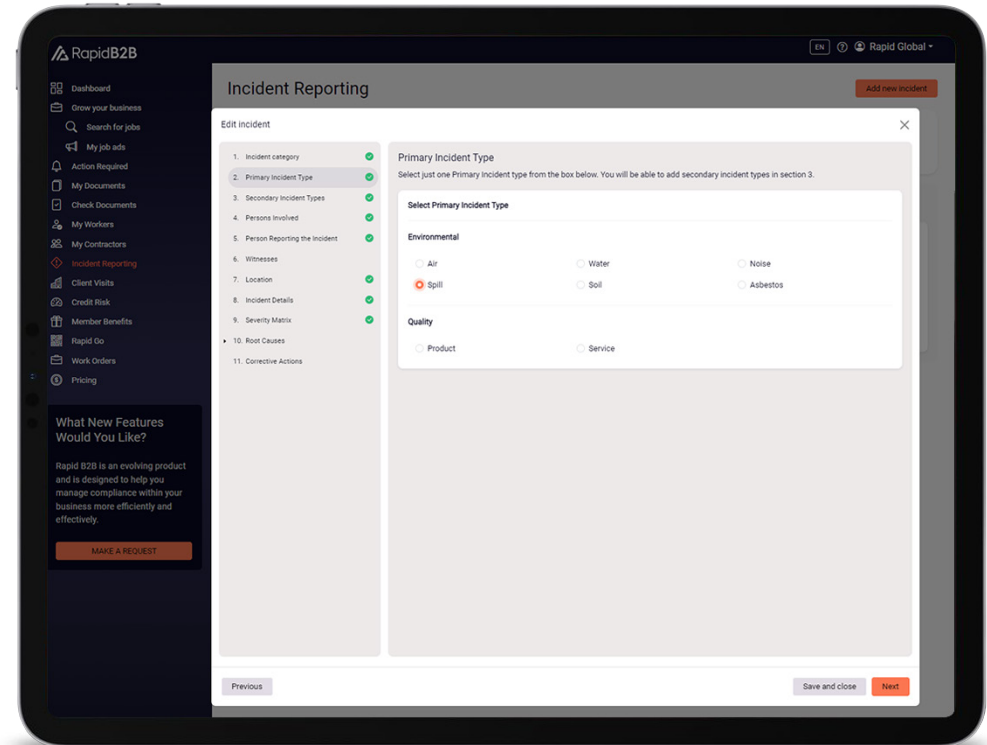 RapidB2B
EN
Rapid Global
Dashboard
Grow your business
Search for jobs
My job ads
Action Required
My Documents
Check Documents
My Workers
My Contractors
Incident Reporting
Client Visits
Credit Risk
Member Benefits
Rapid Go
Work Orders
Pricing
What New Features
Would You Like?
Rapid B2B is an evolving product
and is designed to help you
manage compliance within your
business more efficiently and
effectively.
MAKE A REQUEST
Incident Reporting
Add new incident
Edit incident
1. Incident category
2. Primary Incident Type
3. Secondary Incident Types
4. Persons Involved
5. Person Reporting the Incident
6. Witnesses
7. Location
8. Incident Details
9. Severity Matrix
10. Root Causes
11. Corrective Actions
Primary Incident Type
Select just one Primary Incident type from the box below. You will be able to add secondary incident types in section 3.
Select Primary Incident Type
Environmental
Air Water Noise
Spill Soil Asbestos
Quality
Product Service
Previous
Save and close
Next